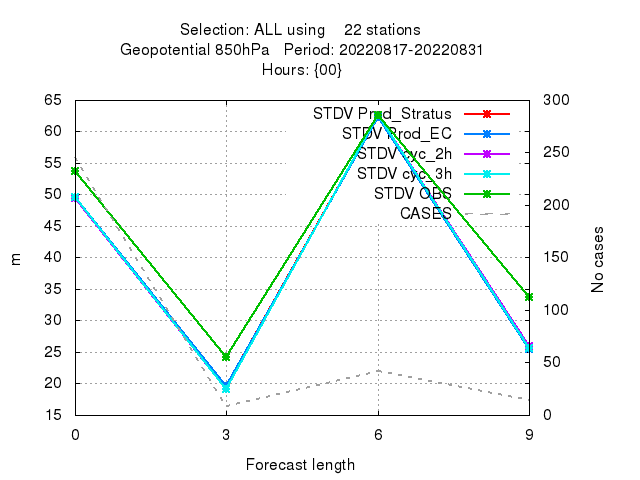 Selection: ALL using    22 stations
Geopotential 850hPa   Period: 20220817-20220831
Hours: {00}
65
60
55
50
45
40
35
30
25
20
15
300
250
200
150
100
50
0
STDV Prod_Stratus
STDV Prod_EC
STDV cyc_2h
STDV cyc_3h
STDV OBS
CASES
m
No cases
0
3
6
9
Forecast length